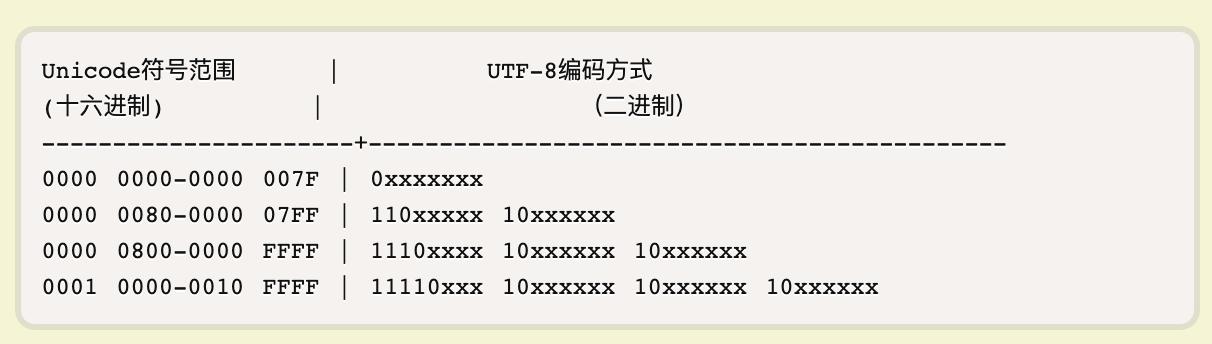 Unicode符号范围 | UTF-8编码方式
(十六进制) | （二进制）
----------------------+---------------------------------------------
0000 0000-0000 007F | 0xxxxxxx
0000 0080-0000 07FF | 110xxxxx 10xxxxxx
0000 0800-0000 FFFF | 1110xxxx 10xxxxxx 10xxxxxx
0001 0000-0010 FFFF | 11110xxx 10xxxxxx 10xxxxxx 10xxxxxx